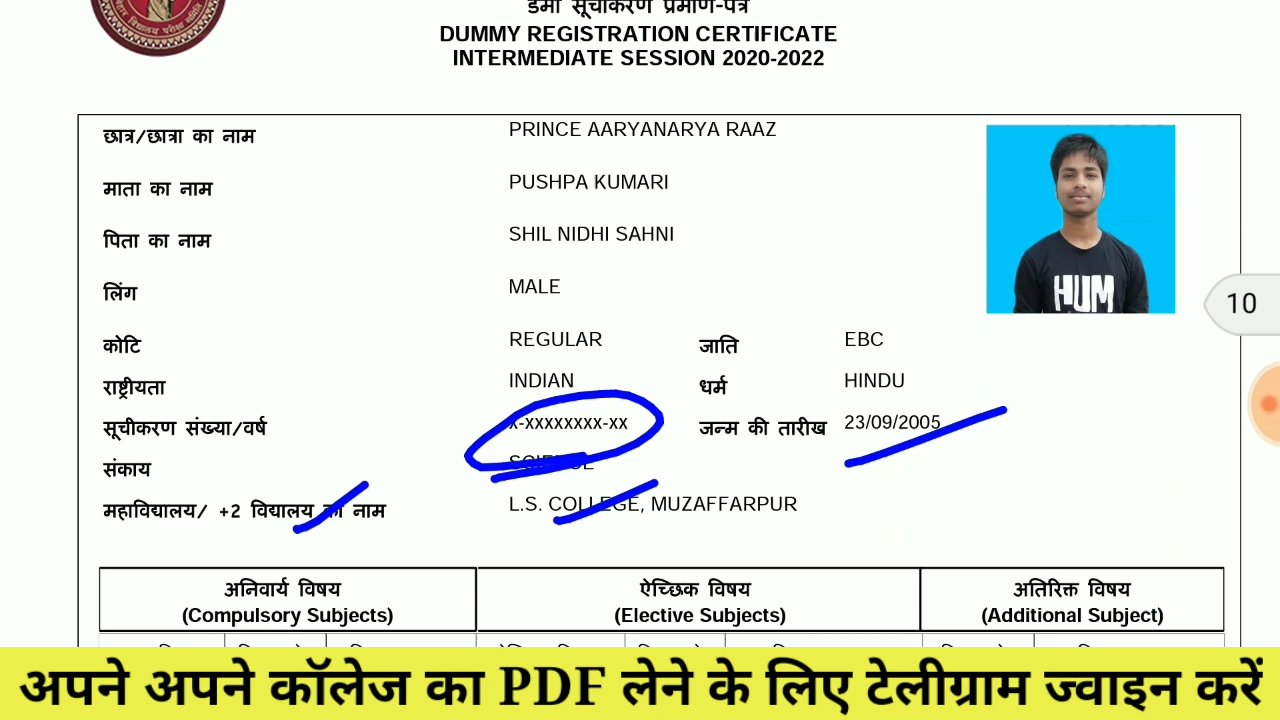 डमी सूचीकरण प्रमाण-पत्र
DUMMY REGISTRATION CERTIFICATE
INTERMEDIATE SESSION 2020-2022
छात्र/छात्रा का नाम PRINCE AARYANARYA RAAZ
माता का नाम PUSHPA KUMARI
पिता का नाम SHIL NIDHI SAHNI
लिंग MALE
कोटि REGULAR जाति EBC
राष्ट्रीयता INDIAN धर्म HINDU
सूचीकरण संख्या/वर्ष X-XXXXXXXX-XX जन्म की तारीख 23/09/2005
संकाय SCIENCE
महाविद्यालय/ +2 विद्यालय का नाम L.S. COLLEGE, MUZAFFARPUR
10
अनिवार्य विषय ऐच्छिक विषय अतिरिक्त विषय
(Compulsory Subjects) (Elective Subjects) (Additional Subject)
अपने अपने कॉलेज का PDF लेने के लिए टेलीग्राम ज्वाइन करें